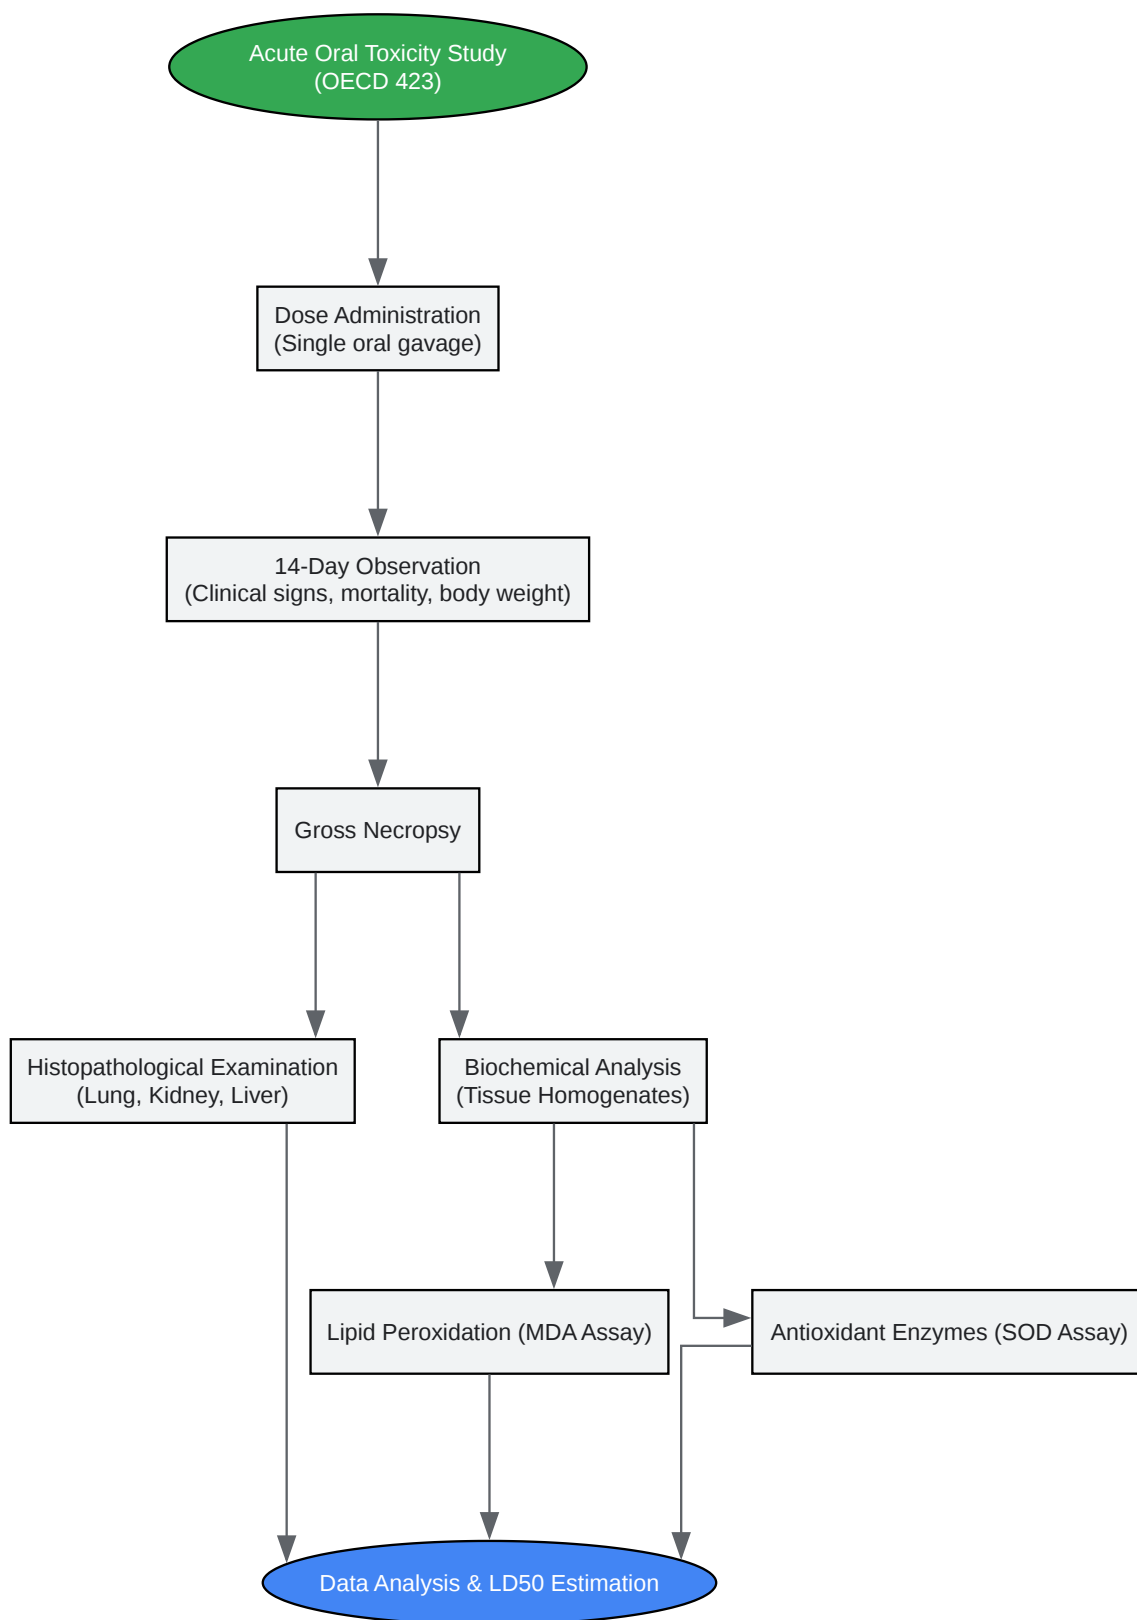 Acute Oral Toxicity Study
(OECD 423)
Dose Administration
(Single oral gavage)
14-Day Observation
(Clinical signs, mortality, body weight)
Gross Necropsy
Histopathological Examination
(Lung, Kidney, Liver)
Biochemical Analysis
(Tissue Homogenates)
Lipid Peroxidation (MDA Assay)
Antioxidant Enzymes (SOD Assay)
Data Analysis & LD50 Estimation